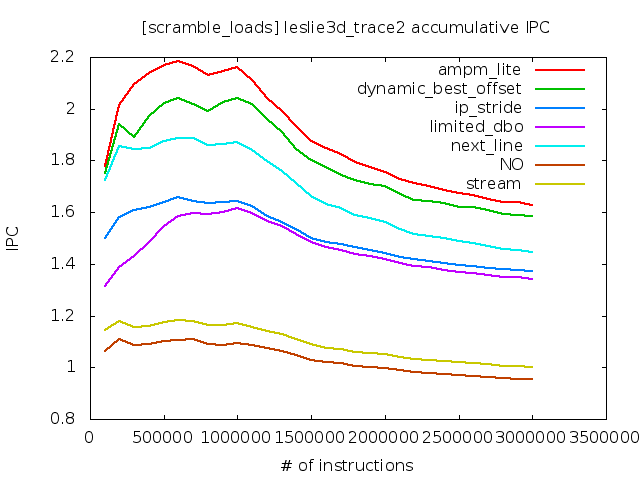 [scramble_loads] leslie3d_trace2 accumulative IPC
2.2
2
1.8
1.6
1.4
1.2
1
0.8
IPC
ampm_lite
dynamic_best_offset
ip_stride
limited_dbo
next_line
NO
stream
0 500000 1000000 1500000 2000000 2500000 3000000 3500000
# of instructions